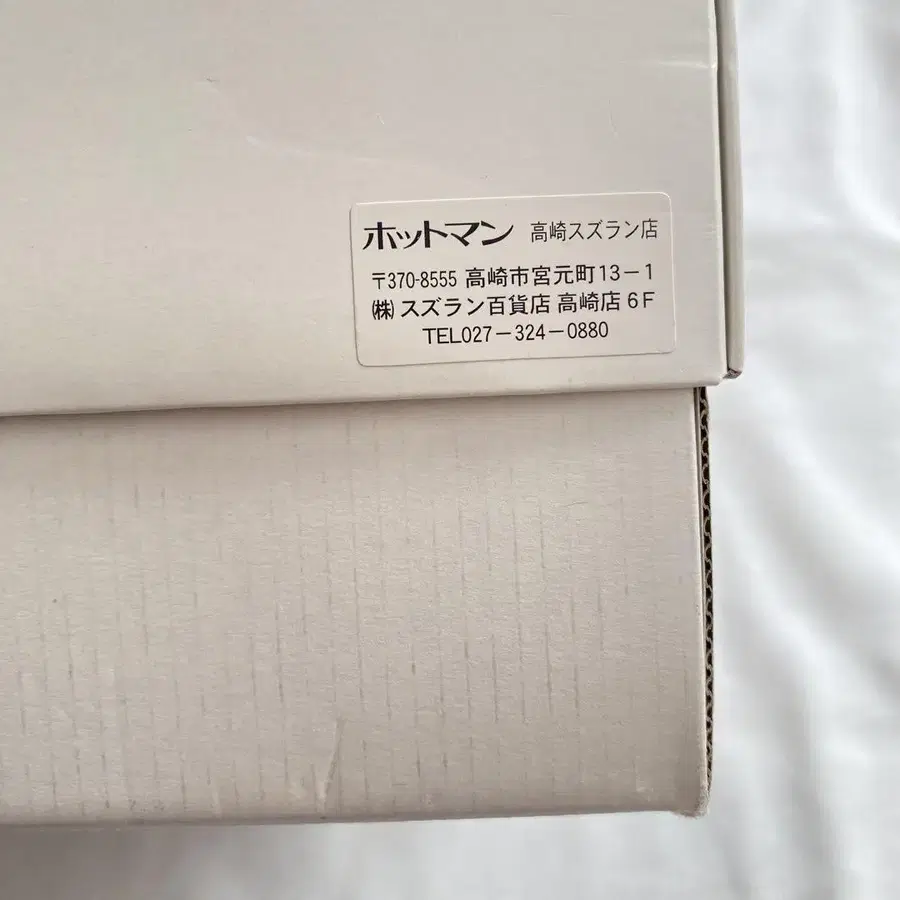 ホットマン 高崎スズラン店
〒370-8555 高崎市宮元町13－1
㈱ スズラン百貨店 高崎店 6F
TEL027－324－0880